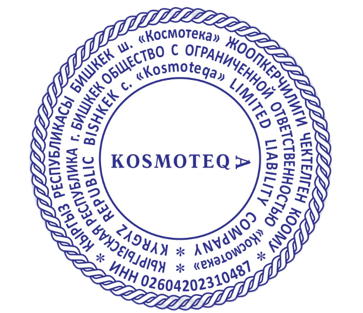 КЫРГЫЗ РЕСПУБЛИКАСЫ БИШКЕК ш. «Космотека» ЖООПКЕРЧИЛИГИ ЧЕКТЕЛГЕН КООМУ
* ИНН 02604202310487 *
КЫРГЫЗСКАЯ РЕСПУБЛИКА г. БИШКЕК ОБЩЕСТВО С ОГРАНИЧЕННОЙ ОТВЕТСТВЕННОСТЬЮ «Космотека» *
KYRGYZ REPUBLIC BISHKEK c. «Kosmoteqa» LIMITED LIABILITY COMPANY *
KOSMOTEQA